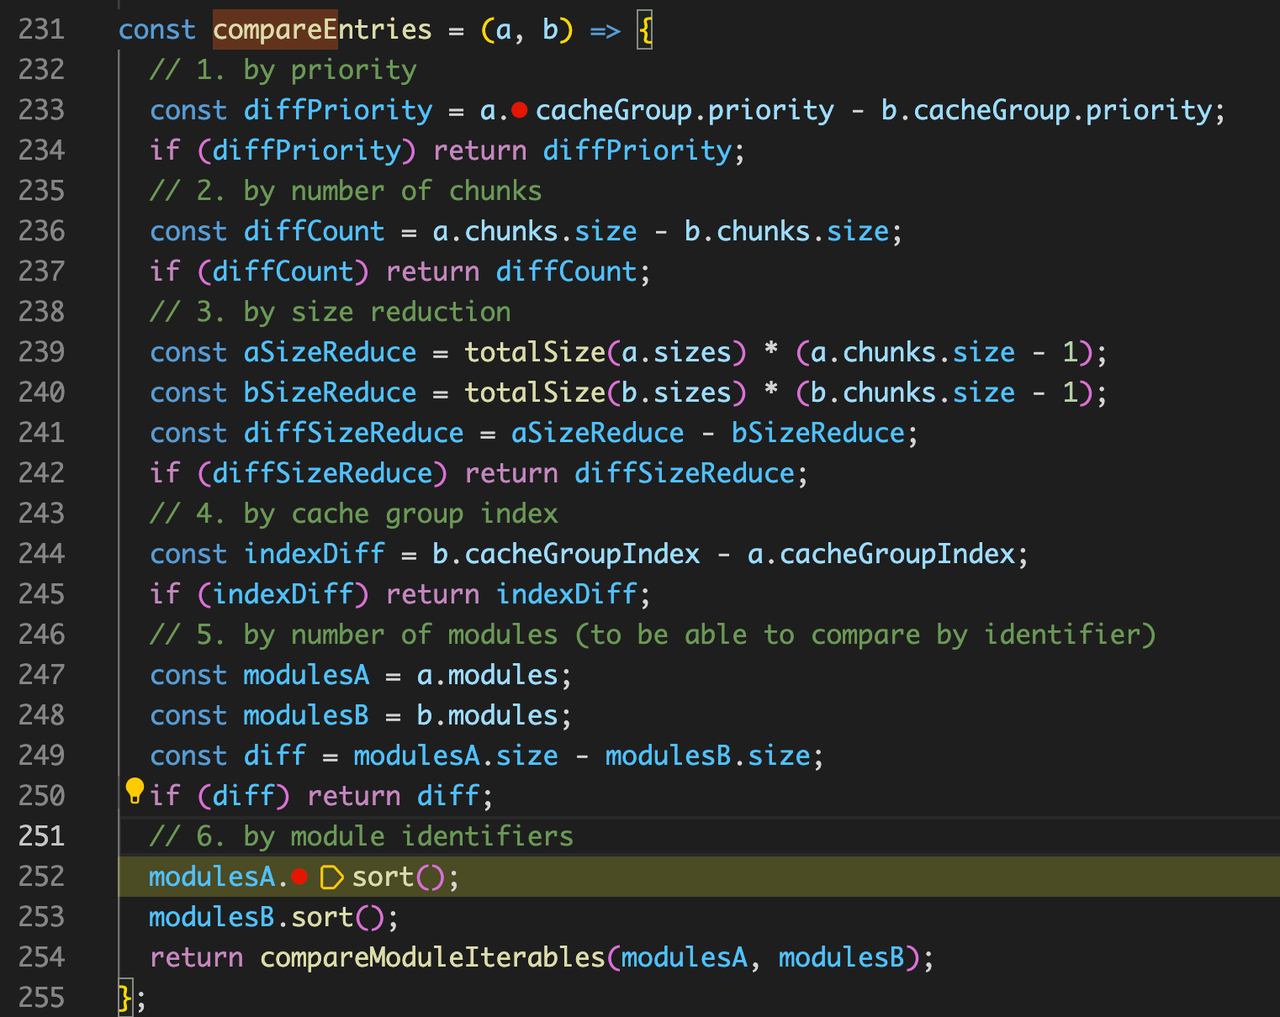 231 const compareEntries = (a, b) => {
232 // 1. by priority
233 const diffPriority = a.cacheGroup.priority - b.cacheGroup.priority;
234 if (diffPriority) return diffPriority;
235 // 2. by number of chunks
236 const diffCount = a.chunks.size - b.chunks.size;
237 if (diffCount) return diffCount;
238 // 3. by size reduction
239 const aSizeReduce = totalSize(a.sizes) * (a.chunks.size - 1);
240 const bSizeReduce = totalSize(b.sizes) * (b.chunks.size - 1);
241 const diffSizeReduce = aSizeReduce - bSizeReduce;
242 if (diffSizeReduce) return diffSizeReduce;
243 // 4. by cache group index
244 const indexDiff = b.cacheGroupIndex - a.cacheGroupIndex;
245 if (indexDiff) return indexDiff;
246 // 5. by number of modules (to be able to compare by identifier)
247 const modulesA = a.modules;
248 const modulesB = b.modules;
249 const diff = modulesA.size - modulesB.size;
250 if (diff) return diff;
251 // 6. by module identifiers
252 modulesA.sort();
253 modulesB.sort();
254 return compareModuleIterables(modulesA, modulesB);
255 };